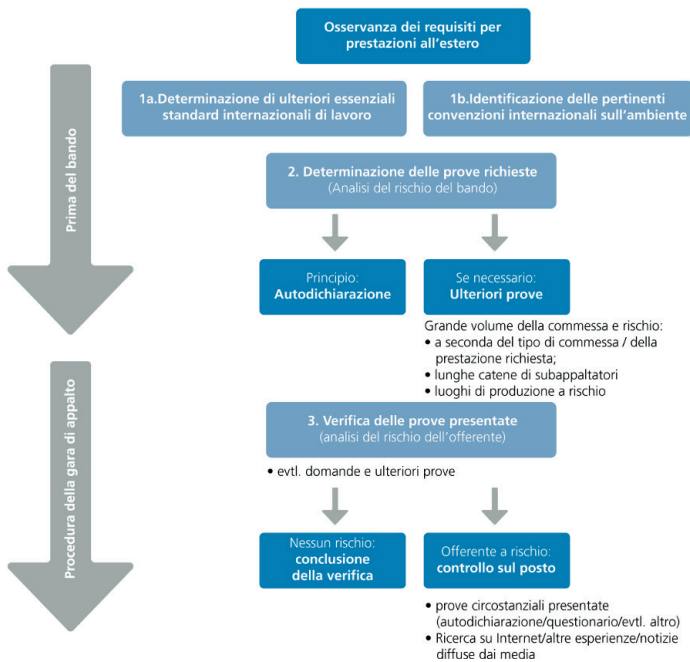 Osservanza dei requisiti per
prestazioni all'estero
Prima del bando
1a.Determinazione di ulteriori essenziali
standard internazionali di lavoro
1b.Identificazione delle pertinenti
convenzioni internazionali sull'ambiente
2. Determinazione delle prove richieste
(Analisi del rischio del bando)
Principio:
Autodichiarazione
Se necessario:
Ulteriori prove
Grande volume della commessa e rischio:
• a seconda del tipo di commessa / della
prestazione richiesta;
• lunghe catene di subappaltatori
• luoghi di produzione a rischio
Procedura della gara di appalto
3. Verifica delle prove presentate
(analisi del rischio dell'offerente)
• evtl. domande e ulteriori prove
Nessun rischio:
conclusione
della verifica
Offerente a rischio:
controllo sul posto
• prove circostanziali presentate
(autodichiarazione/questionario/evtl. altro)
• Ricerca su Internet/altre esperienze/notizie
diffuse dai media